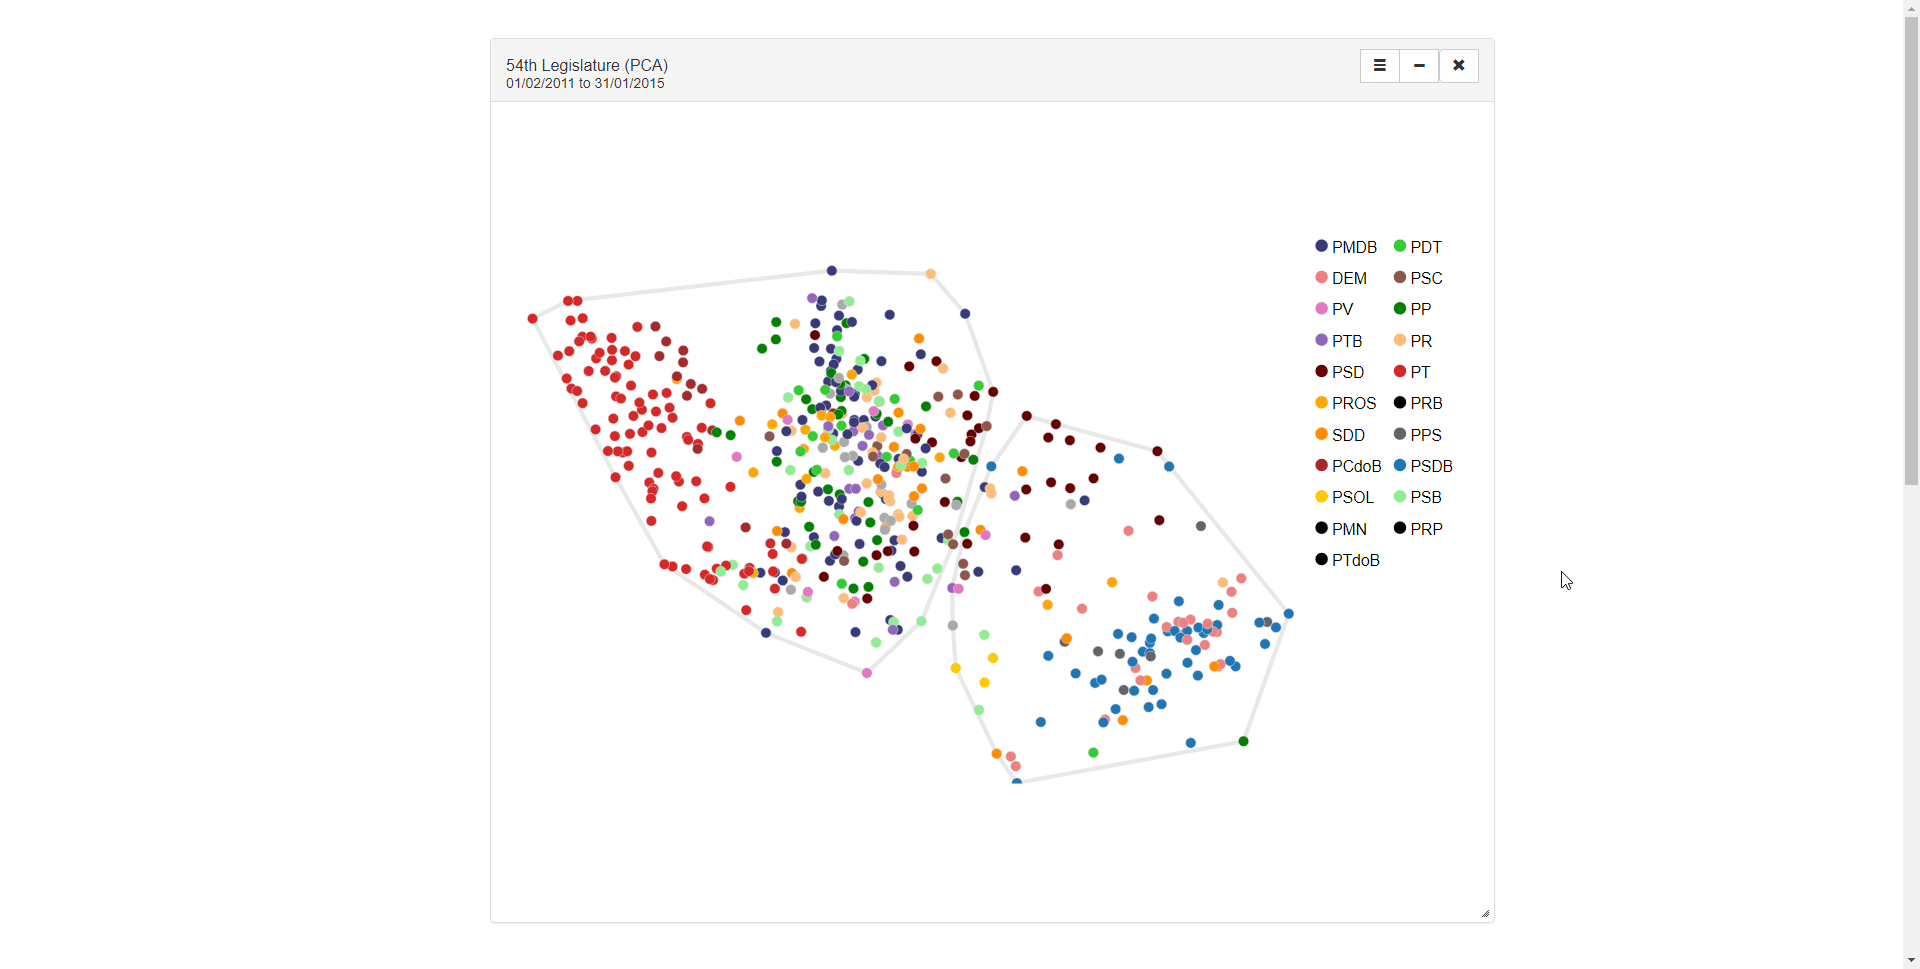 54th Legislature (PCA)
01/02/2011 to 31/01/2015
PMDB PDT
DEM PSC
PV PP
PTB PR
PSD PT
PROS PRB
SDD PPS
PCdoB PSDB
PSOL PSB
PMN PRP
PTdoB